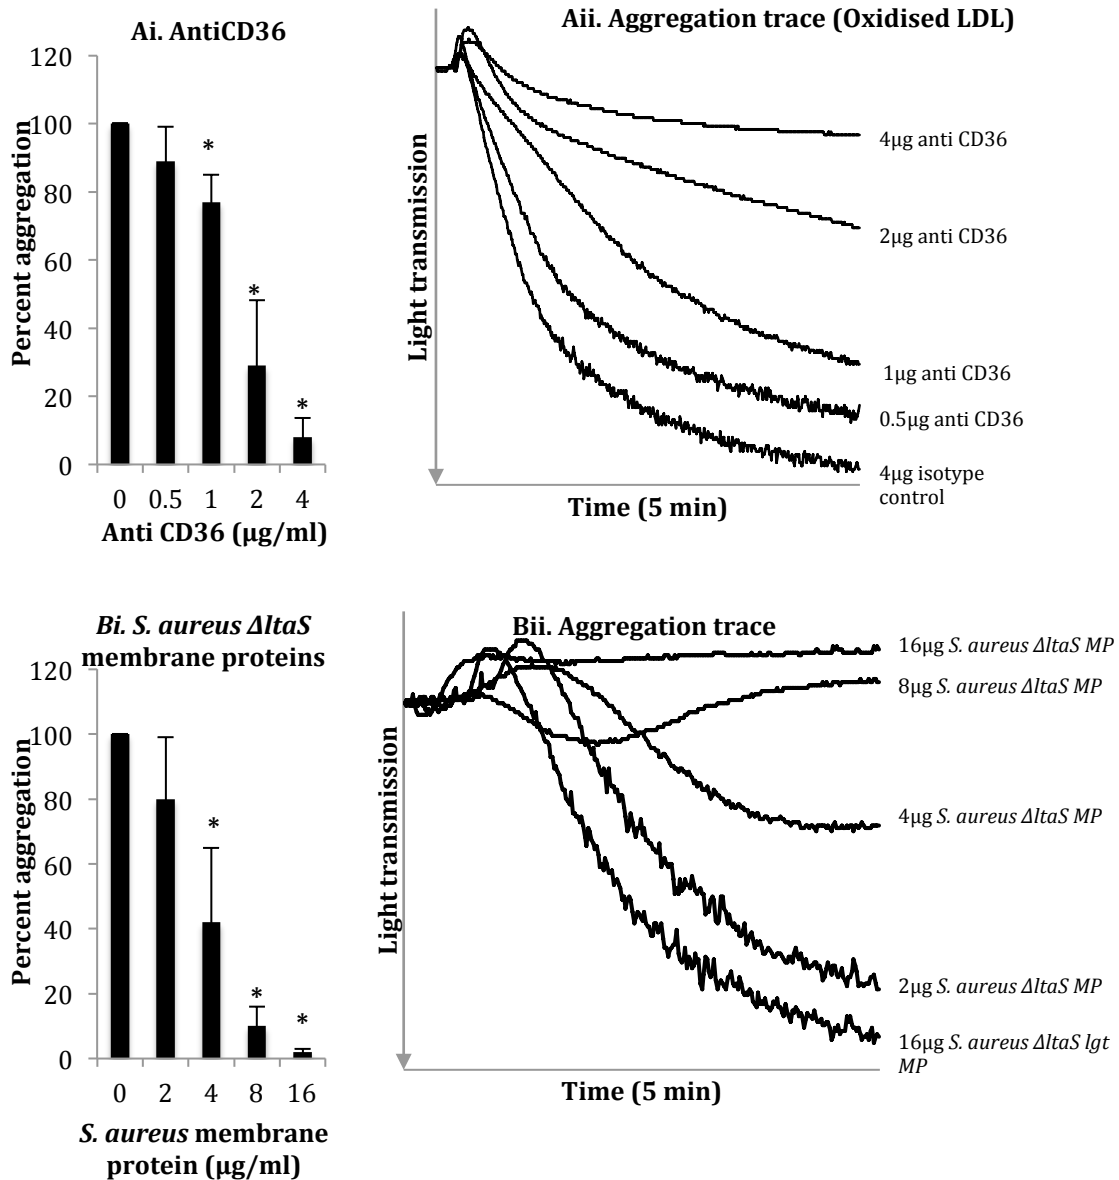 Ai. AntiCD36
Percent aggregation
120
100
80
60
40
20
0
*
*
*
0 0.5 1 2 4
Anti CD36 (µg/ml)
Aii. Aggregation trace (Oxidised LDL)
Light transmission
4µg anti CD36
2µg anti CD36
1µg anti CD36
0.5µg anti CD36
4µg isotype
control
Time (5 min)
Bi. S. aureus ΔltaS
membrane proteins
Percent aggregation
120
100
80
60
40
20
0
*
*
*
0 2 4 8 16
S. aureus membrane
protein (µg/ml)
Bii. Aggregation trace
Light transmission
16µg S. aureus ΔltaS MP
8µg S. aureus ΔltaS MP
4µg S. aureus ΔltaS MP
2µg S. aureus ΔltaS MP
16µg S. aureus ΔltaS lgt
MP
Time (5 min)